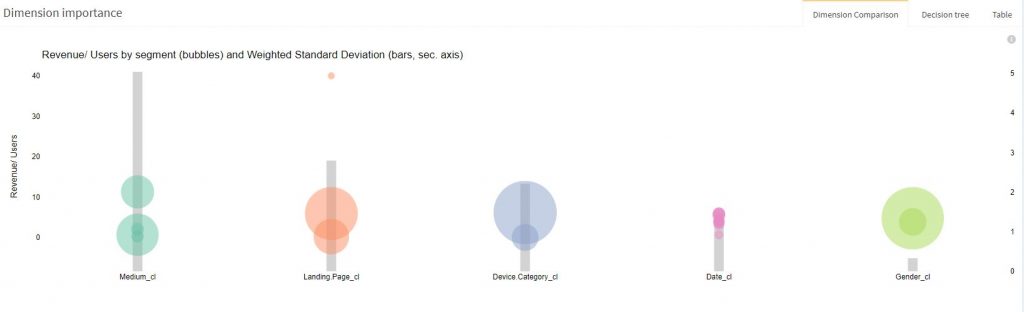 Dimension importance
Dimension Comparison Decision tree Table
Revenue/ Users by segment (bubbles) and Weighted Standard Deviation (bars, sec. axis)
Revenue/ Users
40
30
20
10
0
5
4
3
2
1
0
Medium_cl Landing.Page_cl Device.Category_cl Date_cl Gender_cl